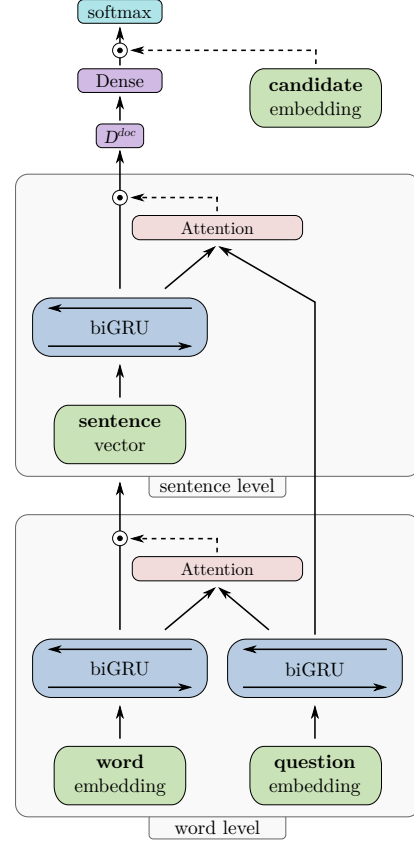 softmax
Dense
candidate
embedding
D^doc
Attention
biGRU
sentence
vector
sentence level
Attention
biGRU
biGRU
word
embedding
question
embedding
word level